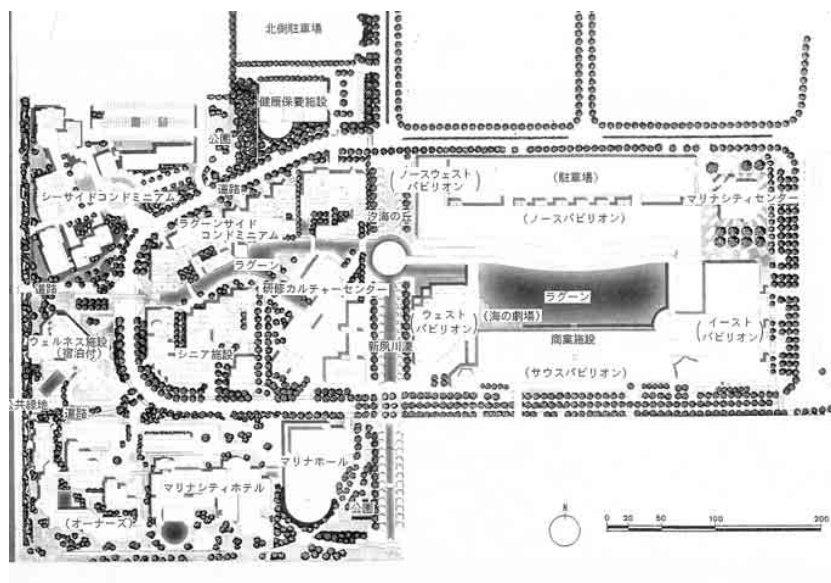 北側駐車場
健康保養施設
公園
シーサイドコンドミニアム
道路
ラグーンサイド
コンドミニアム
ラグーン
汐海の丘
(ノースウェスト
パビリオン)
(駐車場)
(ノースパビリオン)
マリナシティセンター
研修カルチャーセンター
道路
ウェルネス施設
(宿泊付)
シニア施設
新夙川湊
(ウェスト
パビリオン)
ラグーン
(海の劇場)
商業施設
(サウスパビリオン)
(イースト
パビリオン)
公共緑地
道路
マリナホール
マリナシティホテル
(オーナーズ)
公園
N
0 20 50 100 200